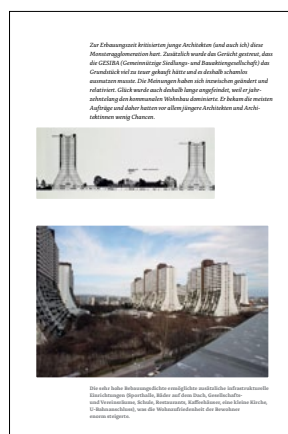 Zur Erbauungszeit kritisierten junge Architekten (und auch ich) diese
Monsteragglomeration hart. Zusätzlich wurde das Gerücht gestreut, dass
die GESIBA (Gemeinnützige Siedlungs- und Bauaktiengesellschaft) das
Grundstück viel zu teuer gekauft hätte und es deshalb schamlos
ausnutzen musste. Die Meinungen haben sich inzwischen geändert und
relativiert. Glück wurde auch deshalb lange angefeindet, weil er jahr-
zehntelang den kommunalen Wohnbau dominierte. Er bekam die meisten
Aufträge und daher hatten vor allem jüngere Architekten und Archi-
tektinnen wenig Chancen.
Die sehr hohe Bebauungsdichte ermöglichte zusätzliche infrastrukturelle
Einrichtungen (Sporthalle, Bäder auf dem Dach, Gesellschafts-
und Vereinsräume, Schule, Restaurants, Kaffeehäuser, eine kleine Kirche,
U-Bahnanschluss), was die Wohnzufriedenheit der Bewohner
enorm steigerte.